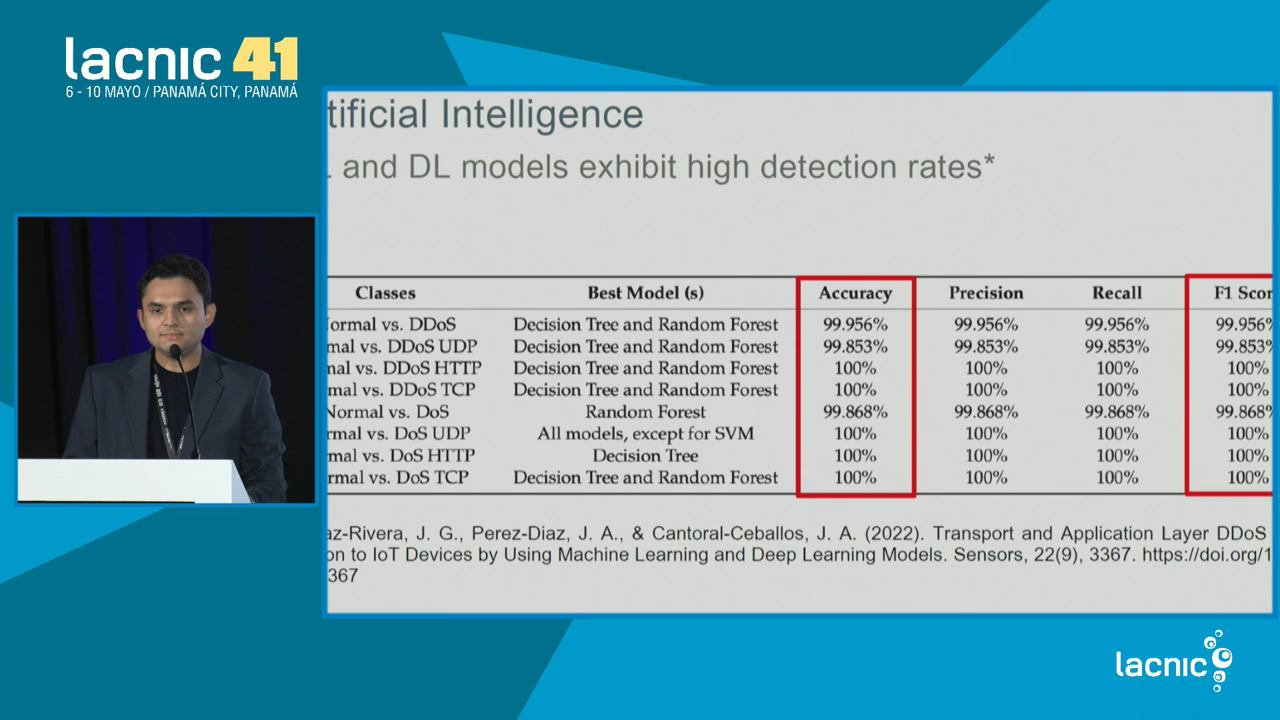 lacnic 41
6 - 10 MAYO / PANAMÁ CITY, PANAMÁ
tificial Intelligence
. and DL models exhibit high detection rates*
Classes Best Model (s) Accuracy Precision Recall F1 Scor
ormal vs. DDoS Decision Tree and Random Forest 99.956% 99.956% 99.956% 99.956%
mal vs. DDoS UDP Decision Tree and Random Forest 99.853% 99.853% 99.853% 99.853%
nal vs. DDoS HTTP Decision Tree and Random Forest 100% 100% 100% 100%
mal vs. DDoS TCP Decision Tree and Random Forest 100% 100% 100% 100%
Normal vs. DoS Random Forest 99.868% 99.868% 99.868% 99.868%
rmal vs. DoS UDP All models, except for SVM 100% 100% 100% 100%
mal vs. DoS HTTP Decision Tree 100% 100% 100% 100%
rmal vs. DoS TCP Decision Tree and Random Forest 100% 100% 100% 100%
az-Rivera, J. G., Perez-Diaz, J. A., & Cantoral-Ceballos, J. A. (2022). Transport and Application Layer DDoS
on to IoT Devices by Using Machine Learning and Deep Learning Models. Sensors, 22(9), 3367. https://doi.org/1
367
lacnic